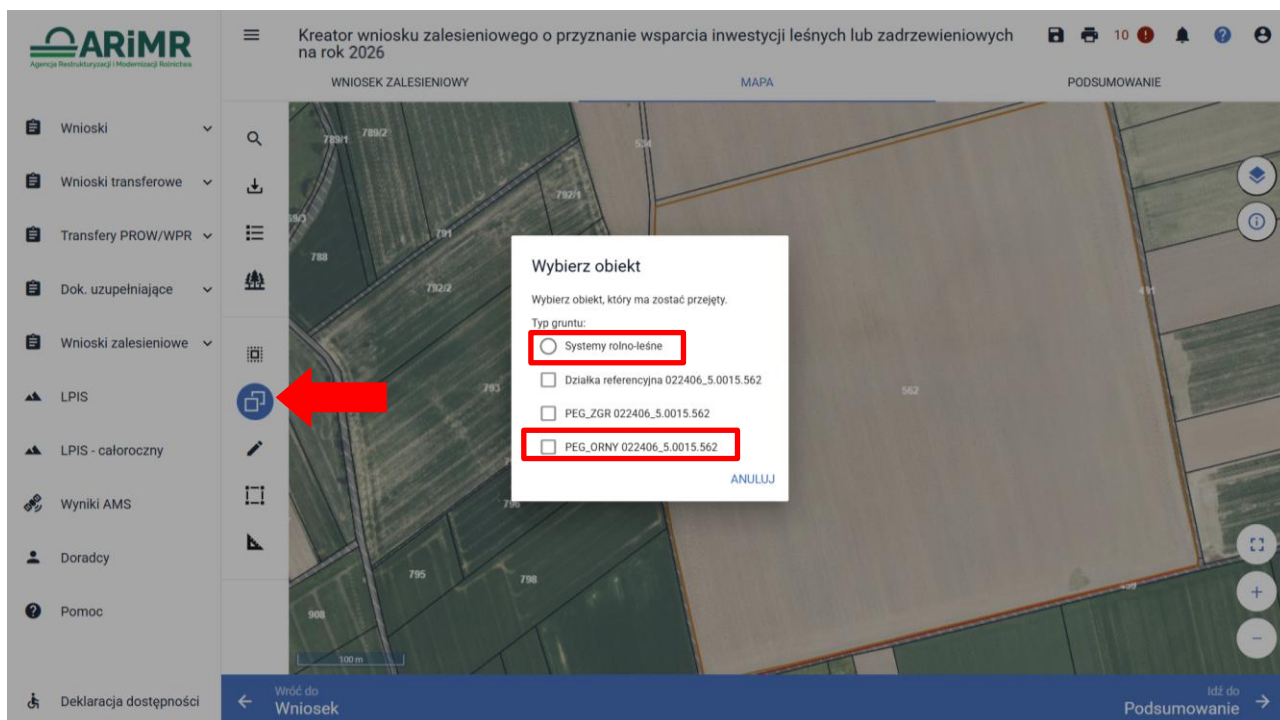 ARiMR
Agencja Restrukturyzacji i Modernizacji Rolnictwa
Kreator wniosku zalesieniowego o przyznanie wsparcia inwestycji leśnych lub zadrzewieniowych
na rok 2026
10
WNIOSEK ZALESIENIOWY
MAPA
PODSUMOWANIE
Wnioski
Wnioski transferowe
Transfery PROW/WPR
Dok. uzupełniające
Wnioski zalesieniowe
LPIS
LPIS - całoroczny
Wyniki AMS
Doradcy
Pomoc
Deklaracja dostępności
789/1
789/2
534
792/1
791
788
792/2
793
562
491
795
798
908
100 m
Wybierz obiekt
Wybierz obiekt, który ma zostać przejęty.
Typ gruntu:
Systemy rolno-leśne
Działka referencyjna 022406_5.0015.562
PEG_ZGR 022406_5.0015.562
PEG_ORNY 022406_5.0015.562
ANULUJ
Wróć do
Wniosek
Idź do
Podsumowanie